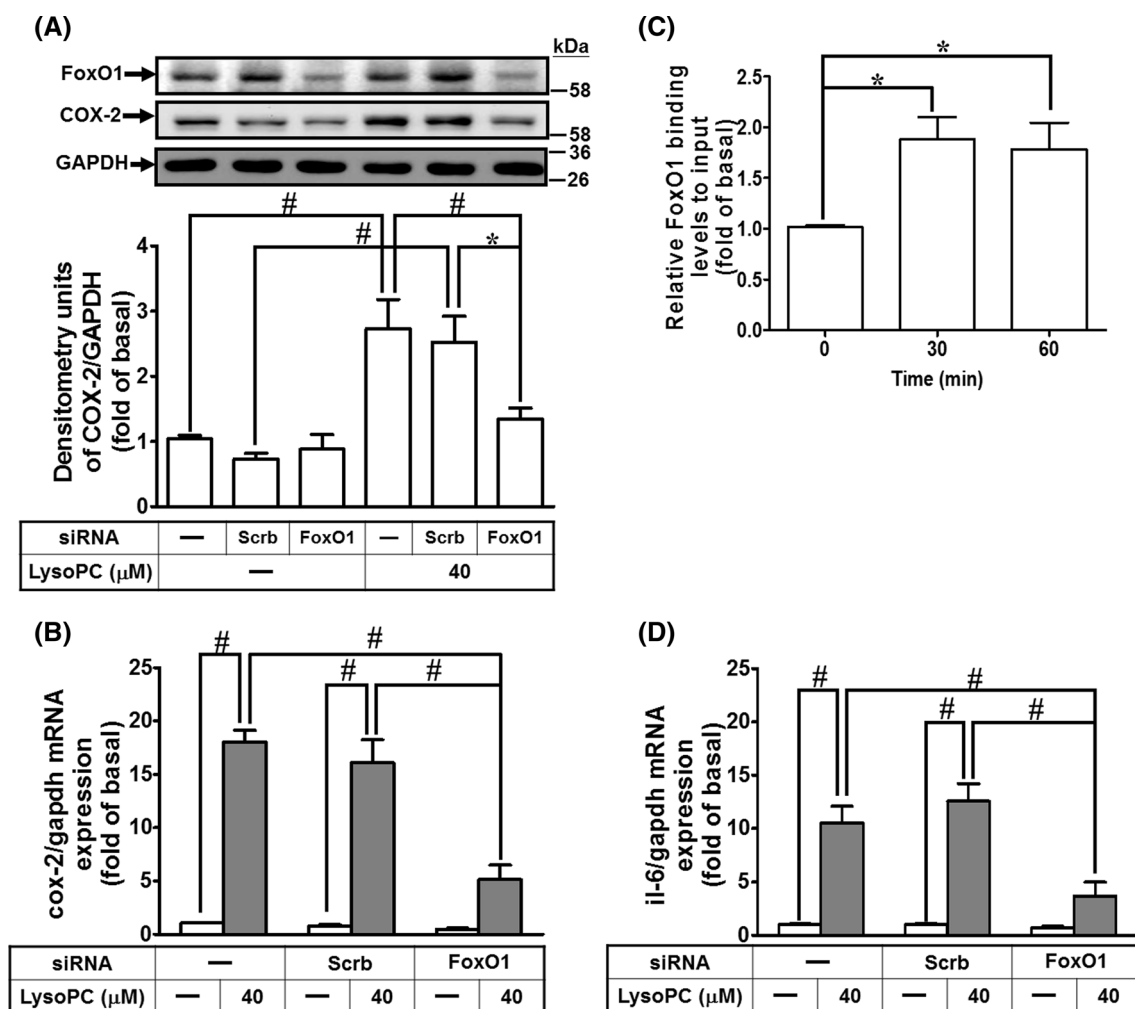 (A)
kDa
FoxO1
58
COX-2
58
GAPDH
36
26
# #
# *
Densitometry units
of COX-2/GAPDH
(fold of basal)
4
3
2
1
0
siRNA — Scrb FoxO1 — Scrb FoxO1
LysoPC (μM) — 40
(C)
* *
Relative FoxO1 binding
levels to input
(fold of basal)
2.5
2.0
1.5
1.0
0.5
0.0
0 30 60
Time (min)
(B)
# # # #
cox-2/gapdh mRNA
expression
(fold of basal)
25
20
15
10
5
0
siRNA — Scrb FoxO1
LysoPC (μM) — 40 — 40 — 40
(D)
# # # #
il-6/gapdh mRNA
expression
(fold of basal)
25
20
15
10
5
0
siRNA — Scrb FoxO1
LysoPC (μM) — 40 — 40 — 40